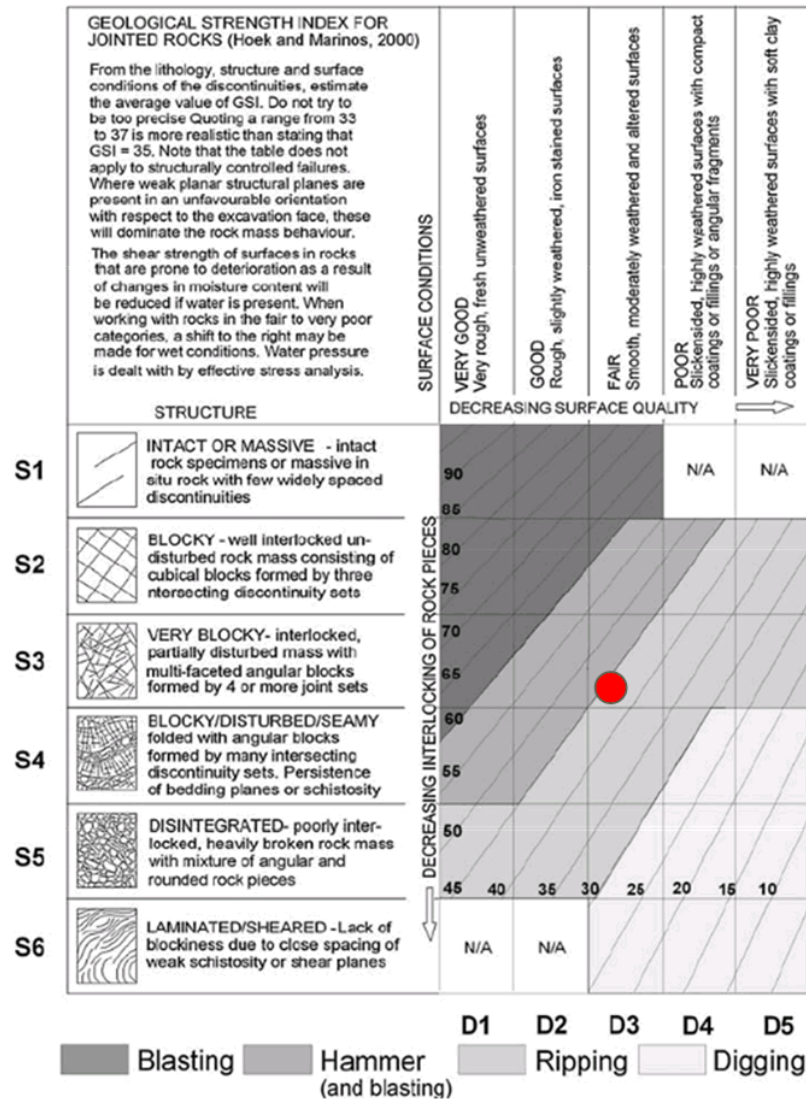 GEOLOGICAL STRENGTH INDEX FOR
JOINTED ROCKS (Hoek and Marinos, 2000)
From the lithology, structure and surface
conditions of the discontinuities, estimate
the average value of GSI. Do not try to
be too precise Quoting a range from 33
to 37 is more realistic than stating that
GSI = 35. Note that the table does not
apply to structurally controlled failures.
Where weak planar structural planes are
present in an unfavourable orientation
with respect to the excavation face, these
will dominate the rock mass behaviour.
The shear strength of surfaces in rocks
that are prone to deterioration as a result
of changes in moisture content will
be reduced if water is present. When
working with rocks in the fair to very poor
categories, a shift to the right may be
made for wet conditions. Water pressure
is dealt with by effective stress analysis.
STRUCTURE
SURFACE CONDITIONS
VERY GOOD
Very rough, fresh unweathered surfaces
GOOD
Rough, slightly weathered, iron stained surfaces
FAIR
Smooth, moderately weathered and altered surfaces
POOR
Slickensided, highly weathered surfaces with compact
coatings or fillings or angular fragments
VERY POOR
Slickensided, highly weathered surfaces with soft clay
coatings or fillings
DECREASING SURFACE QUALITY
DECREASING INTERLOCKING OF ROCK PIECES
S1
INTACT OR MASSIVE - intact
rock specimens or massive in
situ rock with few widely spaced
discontinuities
90
85
N/A
N/A
S2
BLOCKY - well interlocked un-
disturbed rock mass consisting of
cubical blocks formed by three
ntersecting discontinuity sets
80
75
S3
VERY BLOCKY- interlocked,
partially disturbed mass with
multi-faceted angular blocks
formed by 4 or more joint sets
70
65
S4
BLOCKY/DISTURBED/SEAMY
folded with angular blocks
formed by many intersecting
discontinuity sets. Persistence
of bedding planes or schistosity
60
55
S5
DISINTEGRATED- poorly inter-
locked, heavily broken rock mass
with mixture of angular and
rounded rock pieces
50
45 40 35 30 25 20 15 10
S6
LAMINATED/SHEARED - Lack of
blockiness due to close spacing of
weak schistosity or shear planes
N/A
N/A
D1 D2 D3 D4 D5
Blasting
Hammer
(and blasting)
Ripping
Digging